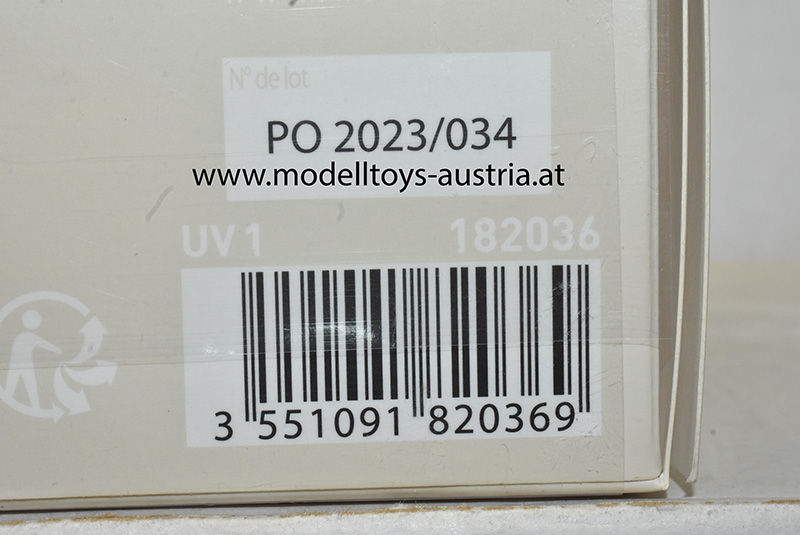 N° de lot
PO 2023/034
www.modelltoys-austria.at
UV 1 182036
3 551091 820369